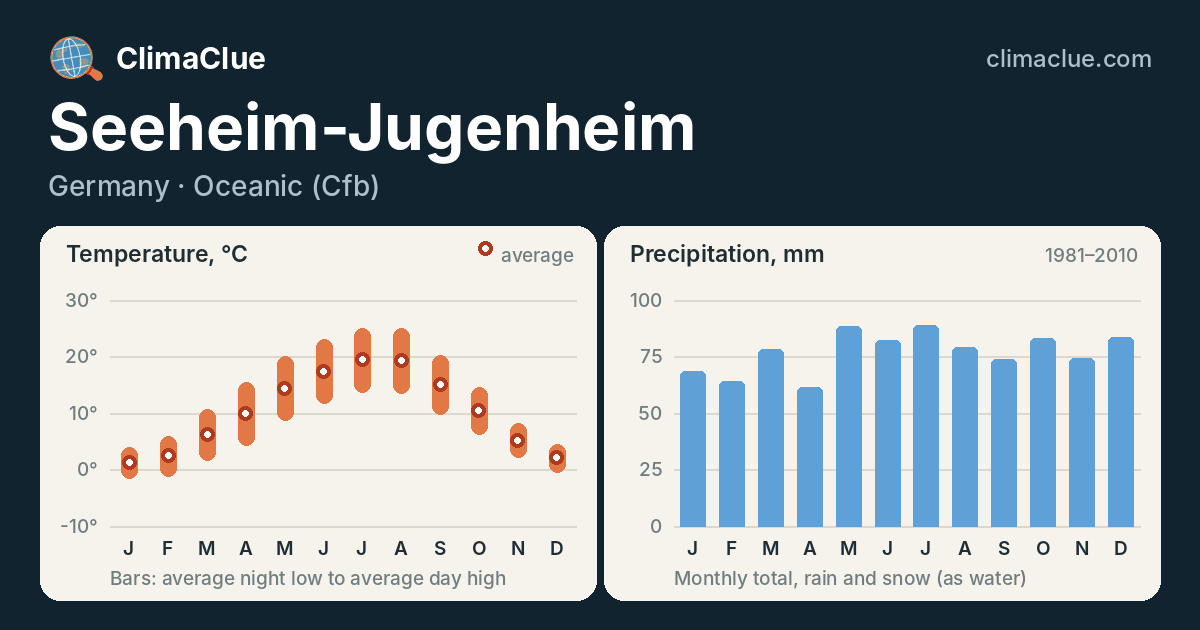 ClimaClue
climaclue.com
Seeheim-Jugenheim
Germany · Oceanic (Cfb)
Temperature, °C
average
30°
20°
10°
0°
-10°
J F M A M J J A S O N D
Bars: average night low to average day high
Precipitation, mm
1981–2010
100
75
50
25
0
J F M A M J J A S O N D
Monthly total, rain and snow (as water)